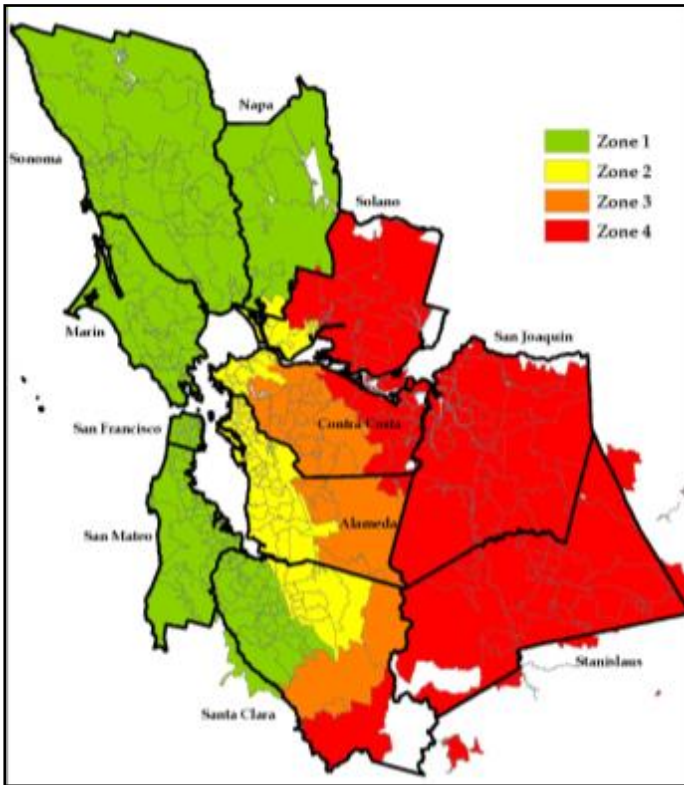 Napa
Zone 1
Sonoma
Zone 2
Solano
Zone 3
Zone 4
Marin
San Joaquin
San Francisco
Contra Costa
San Mateo
Alameda
Stanislaus
Santa Clara